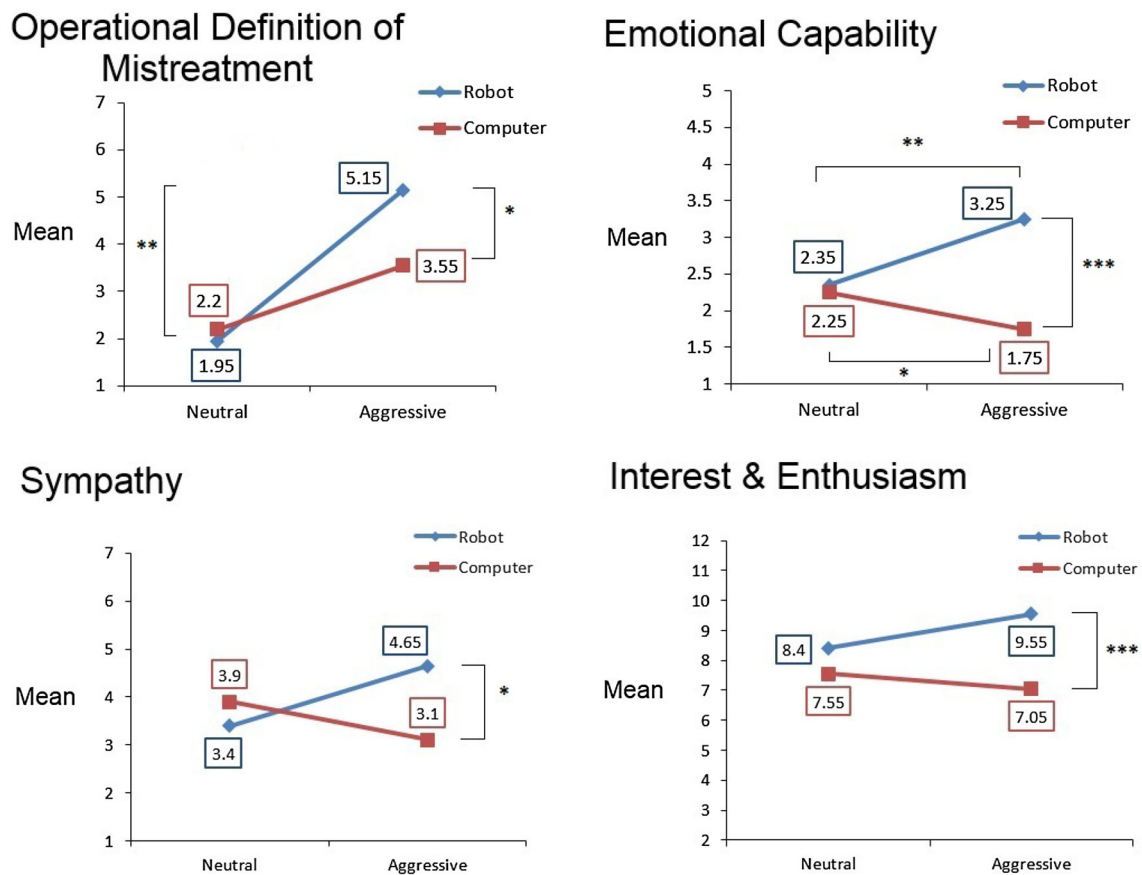 Operational Definition of
Mistreatment
Robot
Computer
7
6
5
4
3
2
1
Mean
**
*
5.15
3.55
2.2
1.95
Neutral
Aggressive
Emotional Capability
Robot
Computer
5
4.5
4
3.5
3
2.5
2
1.5
1
Mean
**
***
*
3.25
2.35
2.25
1.75
Neutral
Aggressive
Sympathy
Robot
Computer
7
6
5
4
3
2
1
Mean
*
4.65
3.9
3.1
3.4
Neutral
Aggressive
Interest & Enthusiasm
Robot
Computer
12
11
10
9
8
7
6
5
4
3
2
Mean
***
8.4
9.55
7.55
7.05
Neutral
Aggressive